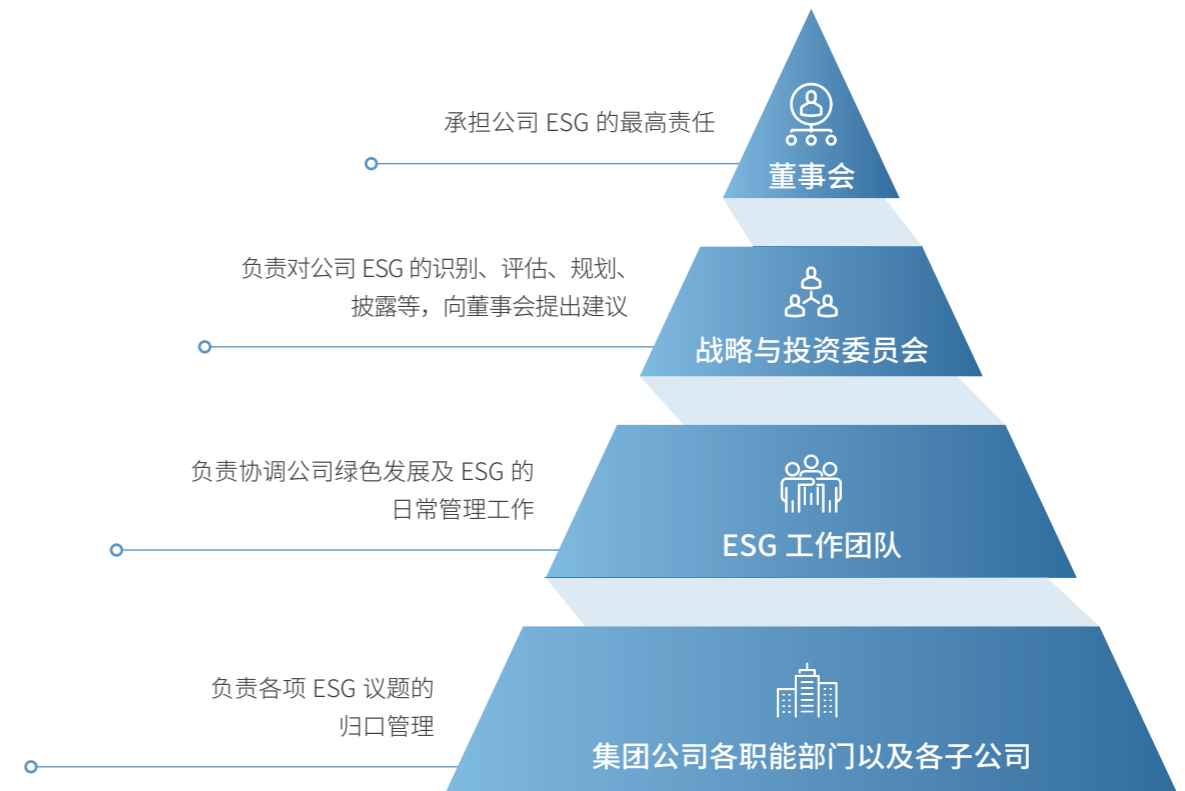 承担公司 ESG 的最高责任
董事会
负责对公司 ESG 的识别、评估、规划、
披露等，向董事会提出建议
战略与投资委员会
负责协调公司绿色发展及 ESG 的
日常管理工作
ESG 工作团队
负责各项 ESG 议题的
归口管理
集团公司各职能部门以及各子公司